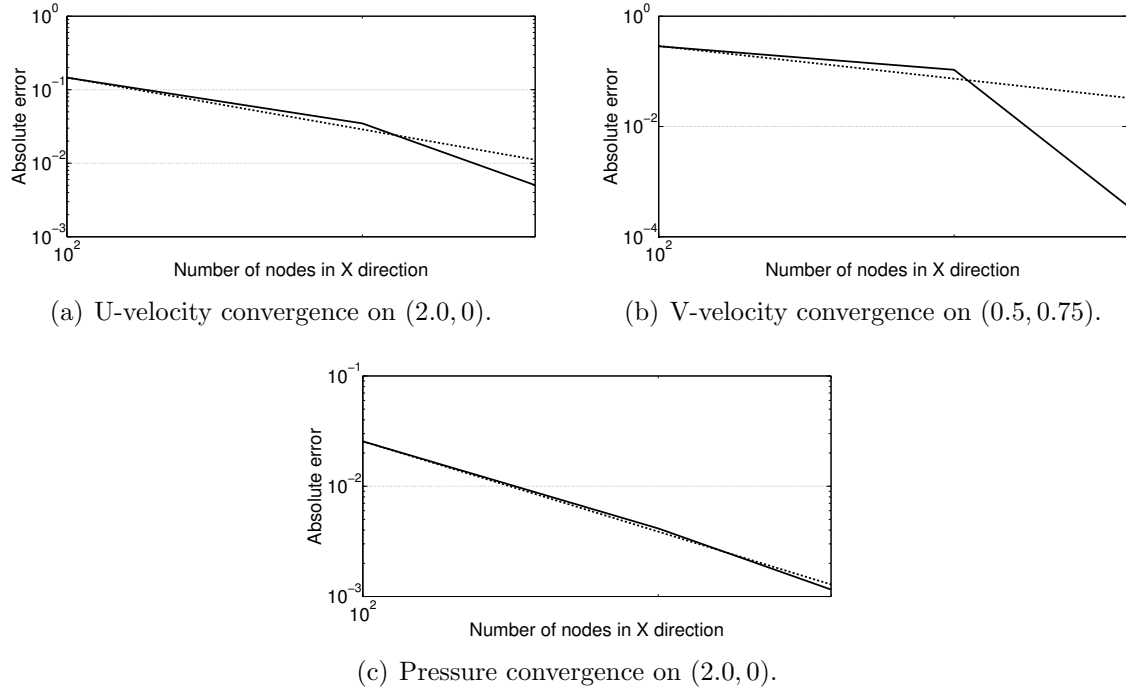 10^0
10^-1
10^-2
10^-3
Absolute error
10^2
Number of nodes in X direction
(a) U-velocity convergence on (2.0, 0).
10^0
10^-2
10^-4
Absolute error
10^2
Number of nodes in X direction
(b) V-velocity convergence on (0.5, 0.75).
10^-1
10^-2
10^-3
Absolute error
10^2
Number of nodes in X direction
(c) Pressure convergence on (2.0, 0).